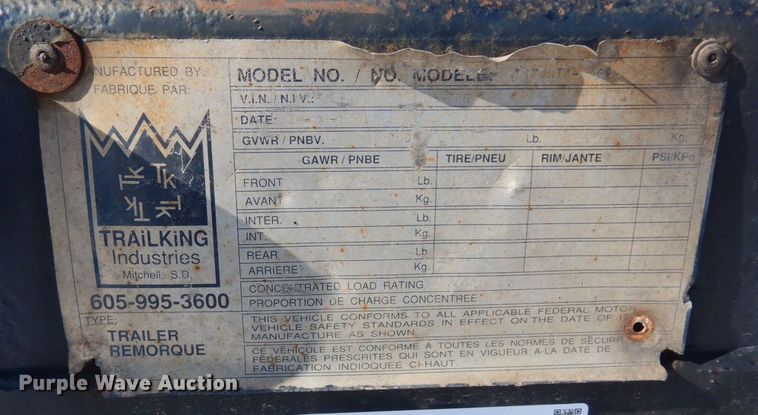 MANUFACTURED BY:
FABRIQUE PAR:
TRAiLKiNG
Industries
Mitchell, S.D.
605-995-3600
TYPE:
TRAILER
REMORQUE
MODEL NO. / NO. MODELE:
V.I.N. / N.I.V.:
DATE:
GVWR / PNBV. Lb. Kg.
GAWR / PNBE TIRE/PNEU RIM/JANTE PSI/KPa
FRONT Lb.
AVANT Kg.
INTER. Lb.
INT. Kg.
REAR Lb.
ARRIERE Kg.
CONCENTRATED LOAD RATING
PROPORTION DE CHARGE CONCENTREE
THIS VEHICLE CONFORMS TO ALL APPLICABLE FEDERAL MOTOR
VEHICLE SAFETY STANDARDS IN EFFECT ON THE DATE OF
MANUFACTURE AS SHOWN.
CE VEHICULE EST CONFORME A TOUTES LES NORMES DE SECURI
FEDERALES PRESCRITES QUI SONT EN VIGUEUR A-LA DATE DE
FABRICATION INDIOQUEE CI-HAUT.
Purple Wave Auction